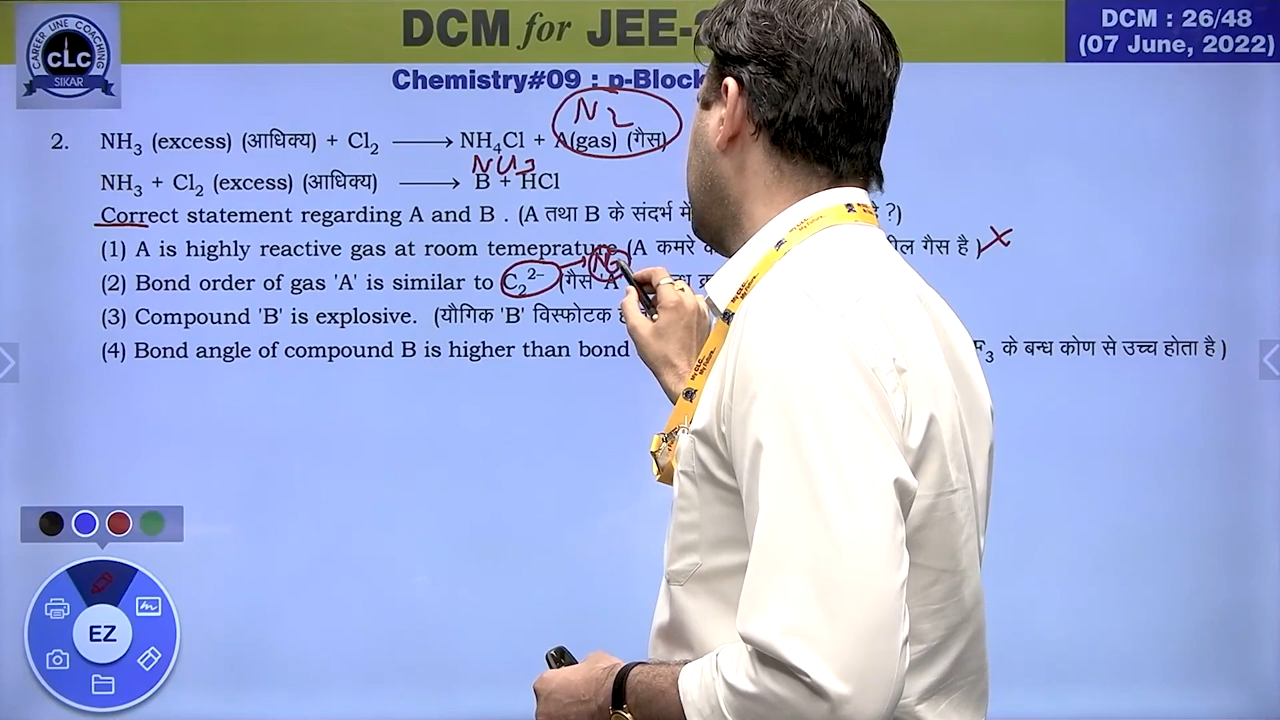 DCM for JEE-2
DCM : 26/48
(07 June, 2022)
CAREER LINE COACHING
CLC
SIKAR
Chemistry#09 : p-Block
N2
2. NH₃ (excess) (आधिक्य) + Cl₂ ⟶ NH₄Cl + A(gas) (गैस)
NCl3
NH₃ + Cl₂ (excess) (आधिक्य) ⟶ B + HCl
Correct statement regarding A and B . (A तथा B के संदर्भ में ?)
(1) A is highly reactive gas at room temeprature (A कमरे गैस है )
(2) Bond order of gas 'A' is similar to C₂²⁻ (गैस 'A'
(3) Compound 'B' is explosive. (यौगिक 'B' विस्फोटक
(4) Bond angle of compound B is higher than bond F₃ के बन्ध कोण से उच्च होता है )
EZ